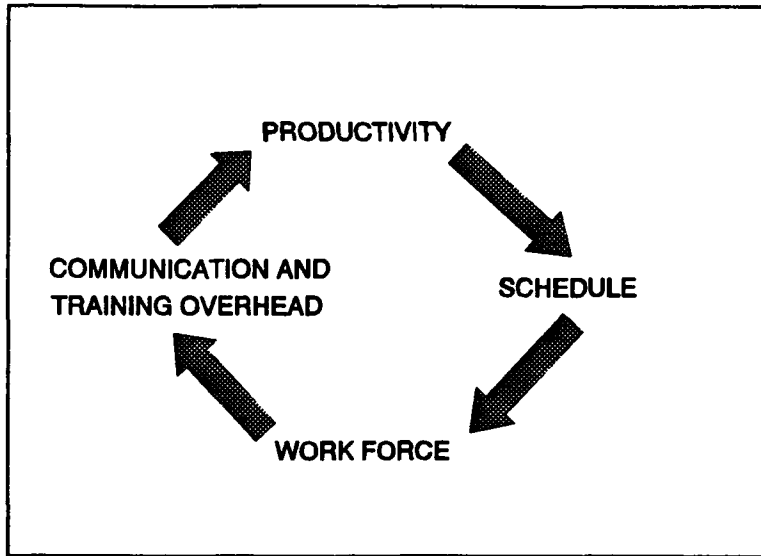 PRODUCTIVITY
COMMUNICATION AND
TRAINING OVERHEAD
SCHEDULE
WORK FORCE